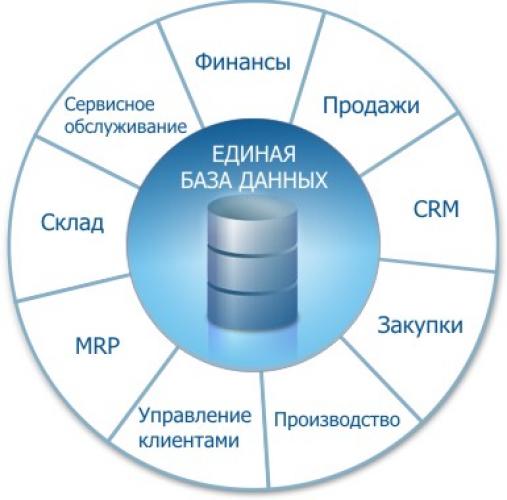 Финансы
Продажи
CRM
Закупки
Производство
Управление
клиентами
MRP
Склад
Сервисное
обслуживание
ЕДИНАЯ
БАЗА ДАННЫХ